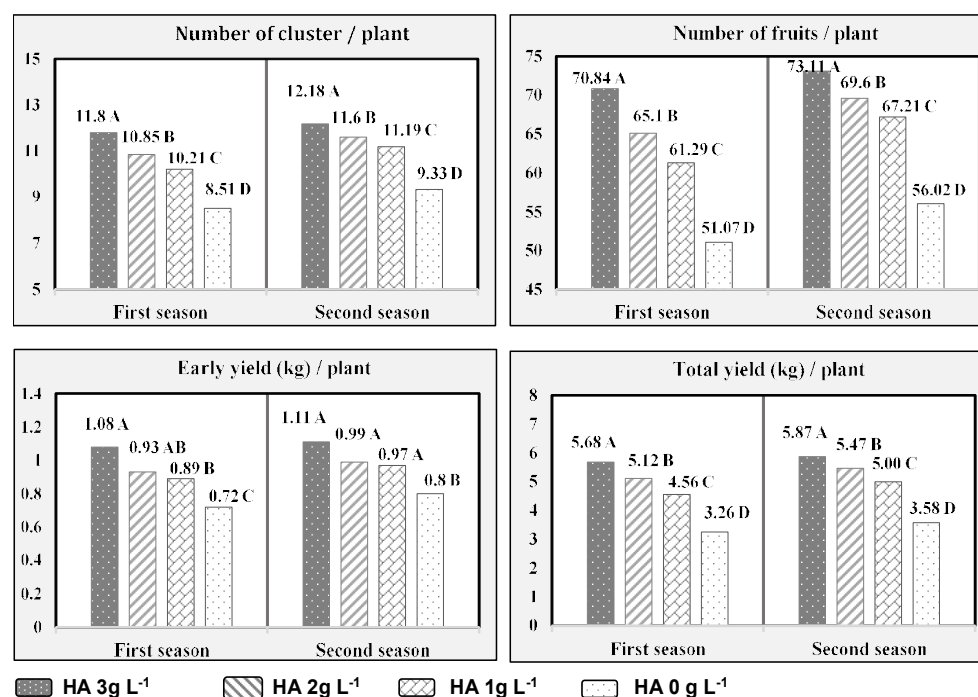 Number of cluster / plant
15
13
11
9
7
5
11.8 A
10.85 B
10.21 C
8.51 D
12.18 A
11.6 B
11.19 C
9.33 D
First season
Second season
Number of fruits / plant
75
70
65
60
55
50
45
70.84 A
65.1 B
61.29 C
51.07 D
73.11 A
69.6 B
67.21 C
56.02 D
First season
Second season
Early yield (kg) / plant
1.4
1.2
1
0.8
0.6
0.4
0.2
0
1.08 A
0.93 AB
0.89 B
0.72 C
1.11 A
0.99 A
0.97 A
0.8 B
First season
Second season
Total yield (kg) / plant
8
7
6
5
4
3
2
1
0
5.68 A
5.12 B
4.56 C
3.26 D
5.87 A
5.47 B
5.00 C
3.58 D
First season
Second season
HA 3g L⁻¹ HA 2g L⁻¹ HA 1g L⁻¹ HA 0 g L⁻¹